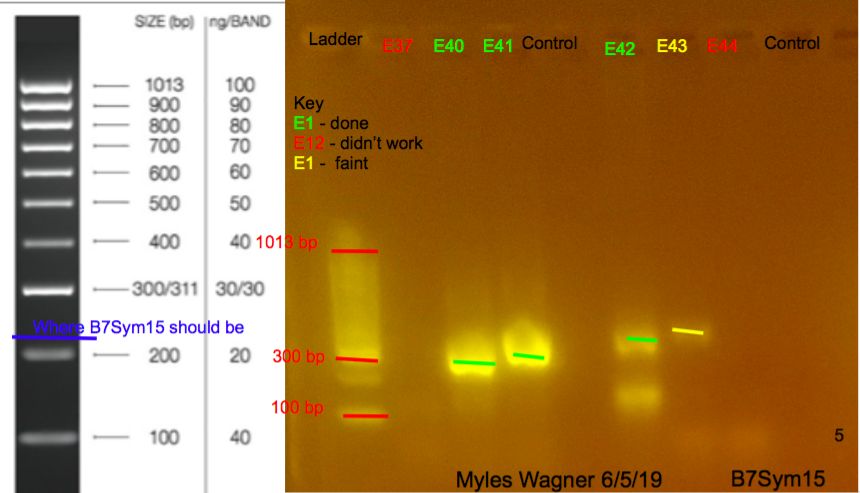 SIZE (bp) ng/BAND
1013 100
900 90
800 80
700 70
600 60
500 50
400 40
300/311 30/30
Where B7Sym15 should be
200 20
100 40
Ladder E37 E40 E41 Control E42 E43 E44 Control
Key
E1 - done
E12 - didn't work
E1 - faint
1013 bp
300 bp
100 bp
5
Myles Wagner 6/5/19 B7Sym15